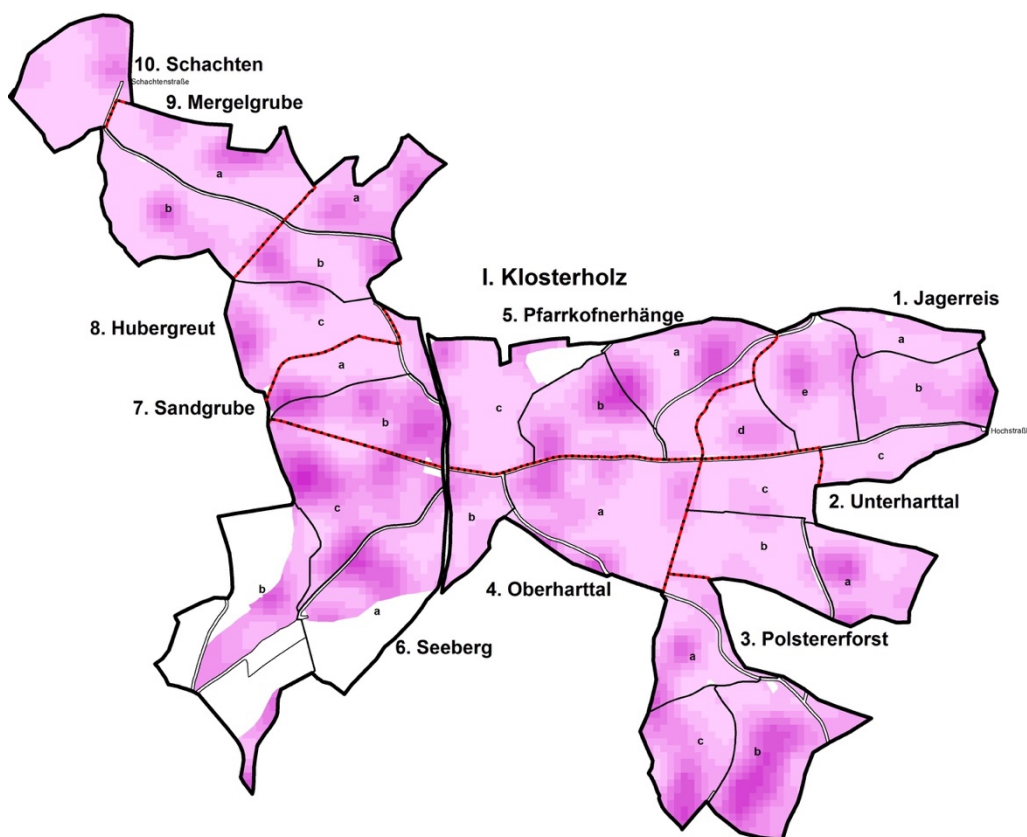 10. Schachten
Schachtenstraße
9. Mergelgrube
a
a
b
b
I. Klosterholz
1. Jagerreis
5. Pfarrkofnerhänge
c
8. Hubergreut
a
a
a
c
b
e
b
7. Sandgrube
b
d
Hochstraß
c
c
c
2. Unterharttal
a
b
b
a
b
4. Oberharttal
a
3. Polstererforst
6. Seeberg
a
c
b